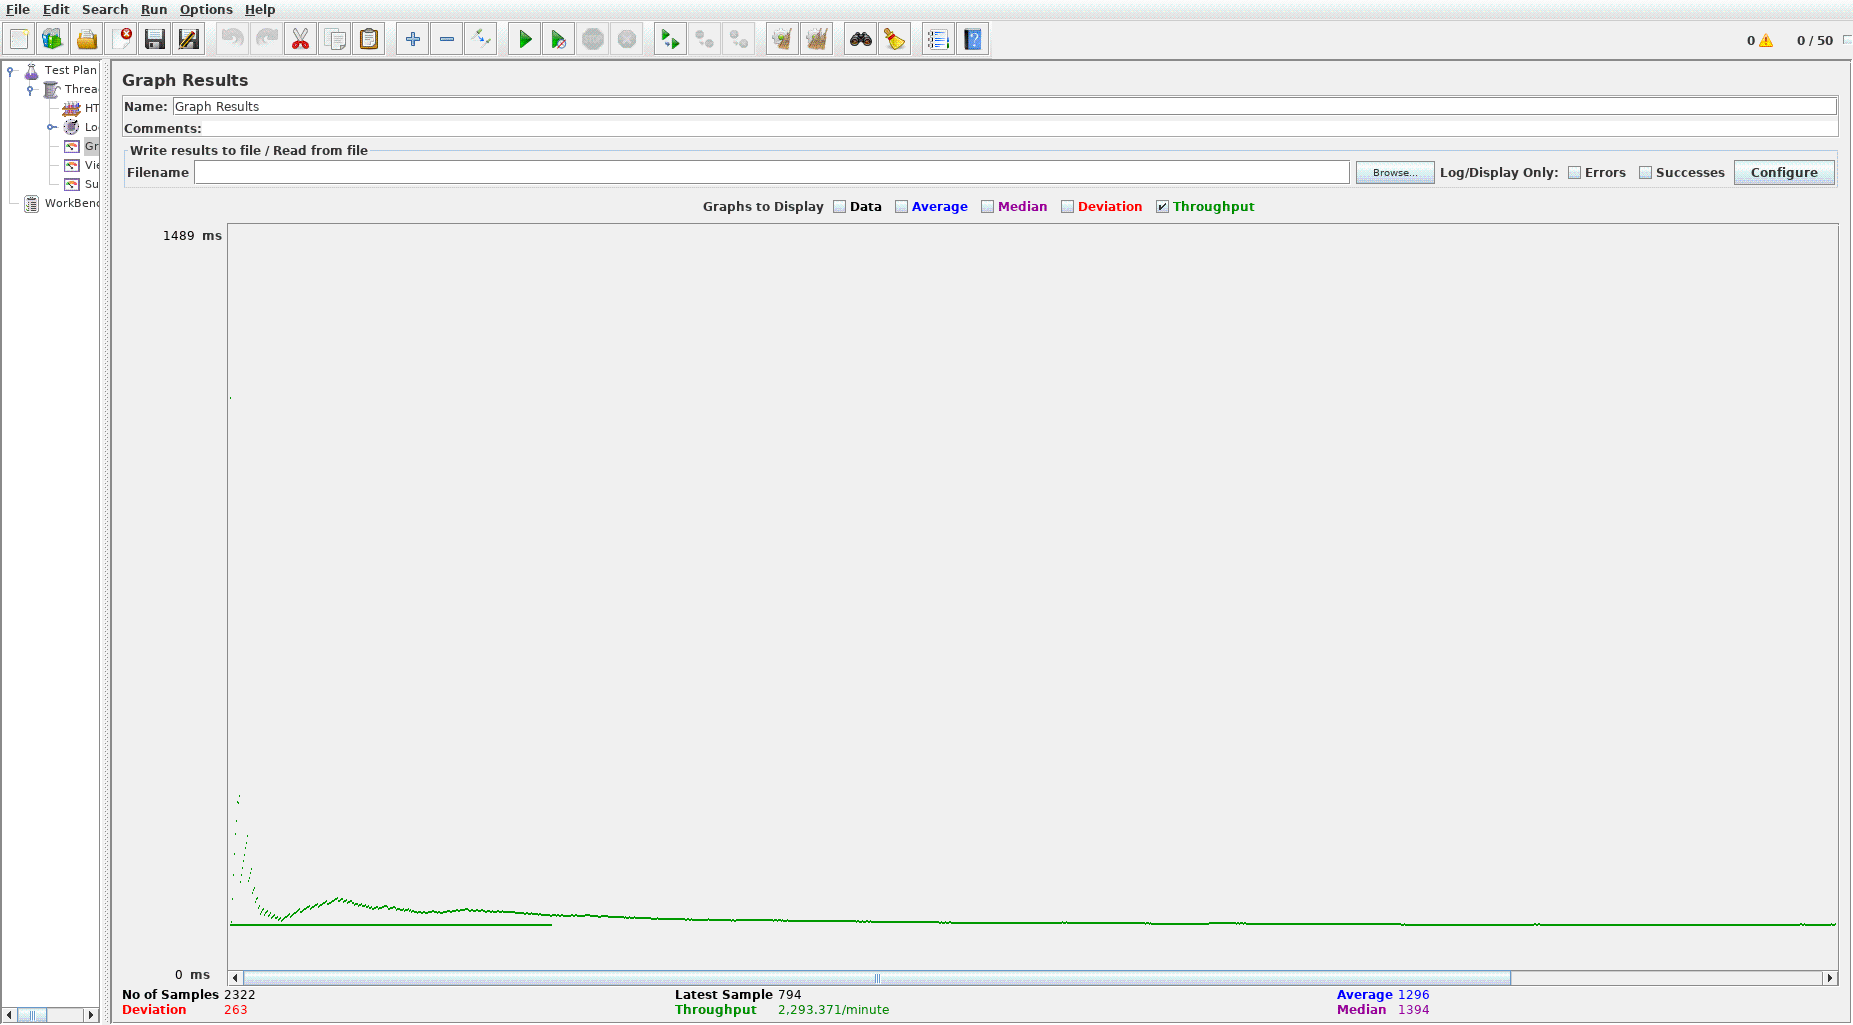 File Edit Search Run Options Help
0 0 / 50
Test Plan
Threa
HT
Lo
Gr
Vie
Su
WorkBenc
Graph Results
Name: Graph Results
Comments:
Write results to file / Read from file
Filename Browse... Log/Display Only: Errors Successes Configure
Graphs to Display Data Average Median Deviation Throughput
1489 ms
0 ms
No of Samples 2322 Latest Sample 794 Average 1296
Deviation 263 Throughput 2,293.371/minute Median 1394